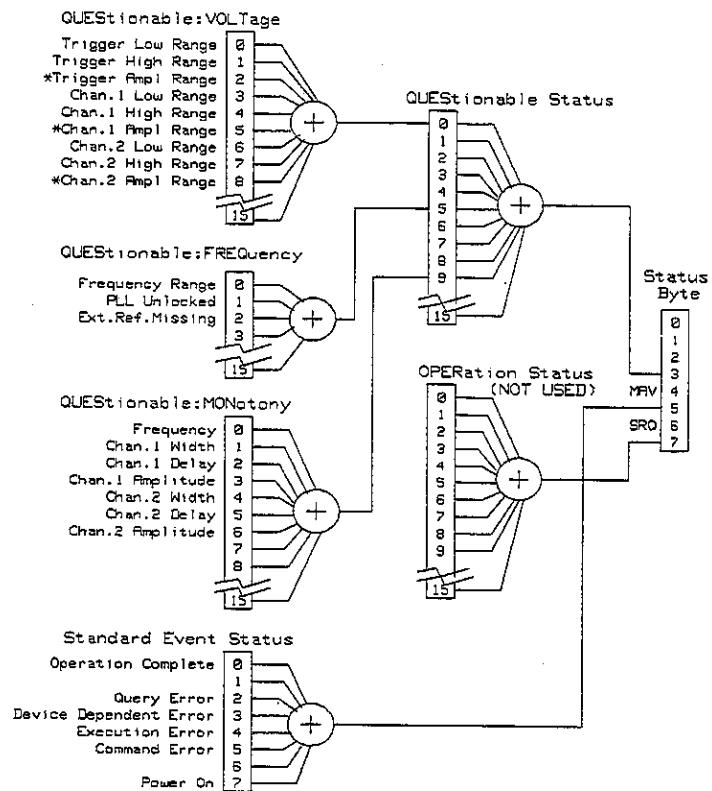 QUEStionable:VOLTage
Trigger Low Range 0
Trigger High Range 1
*Trigger Ampl Range 2
Chan.1 Low Range 3
Chan.1 High Range 4
*Chan.1 Ampl Range 5
Chan.2 Low Range 6
Chan.2 High Range 7
*Chan.2 Ampl Range 8
15
+
QUEStionable Status
0
1
2
3
4
5
6
7
8
9
15
+
QUEStionable:FREQuency
Frequency Range 0
PLL Unlocked 1
Ext.Ref.Missing 2
3
15
+
Status
Byte
0
1
2
3
MAV 4
5
SRQ 6
7
OPERation Status
(NOT USED)
0
1
2
3
4
5
6
7
8
9
15
+
QUEStionable:MONotony
Frequency 0
Chan.1 Width 1
Chan.1 Delay 2
Chan.1 Amplitude 3
Chan.2 Width 4
Chan.2 Delay 5
Chan.2 Amplitude 6
7
8
15
+
Standard Event Status
Operation Complete 0
1
Query Error 2
Device Dependent Error 3
Execution Error 4
Command Error 5
6
Power On 7
+